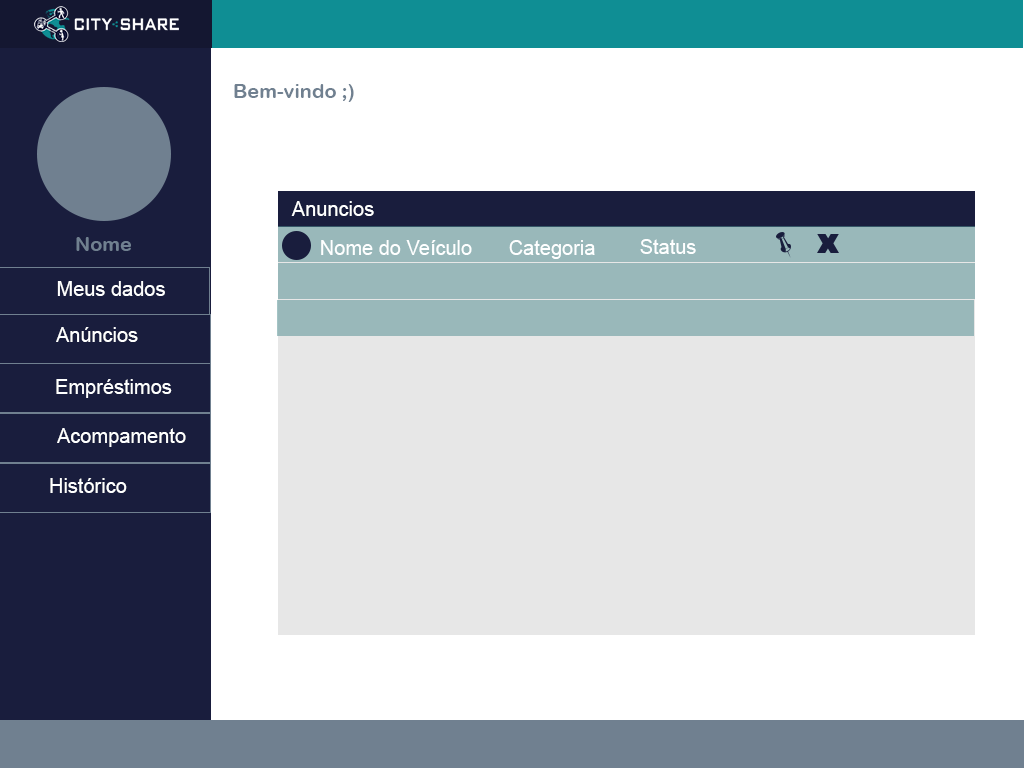 CITY SHARE
Bem-vindo ;)
Nome
Meus dados
Anúncios
Empréstimos
Acompamento
Histórico
Anuncios
Nome do Veículo Categoria Status X